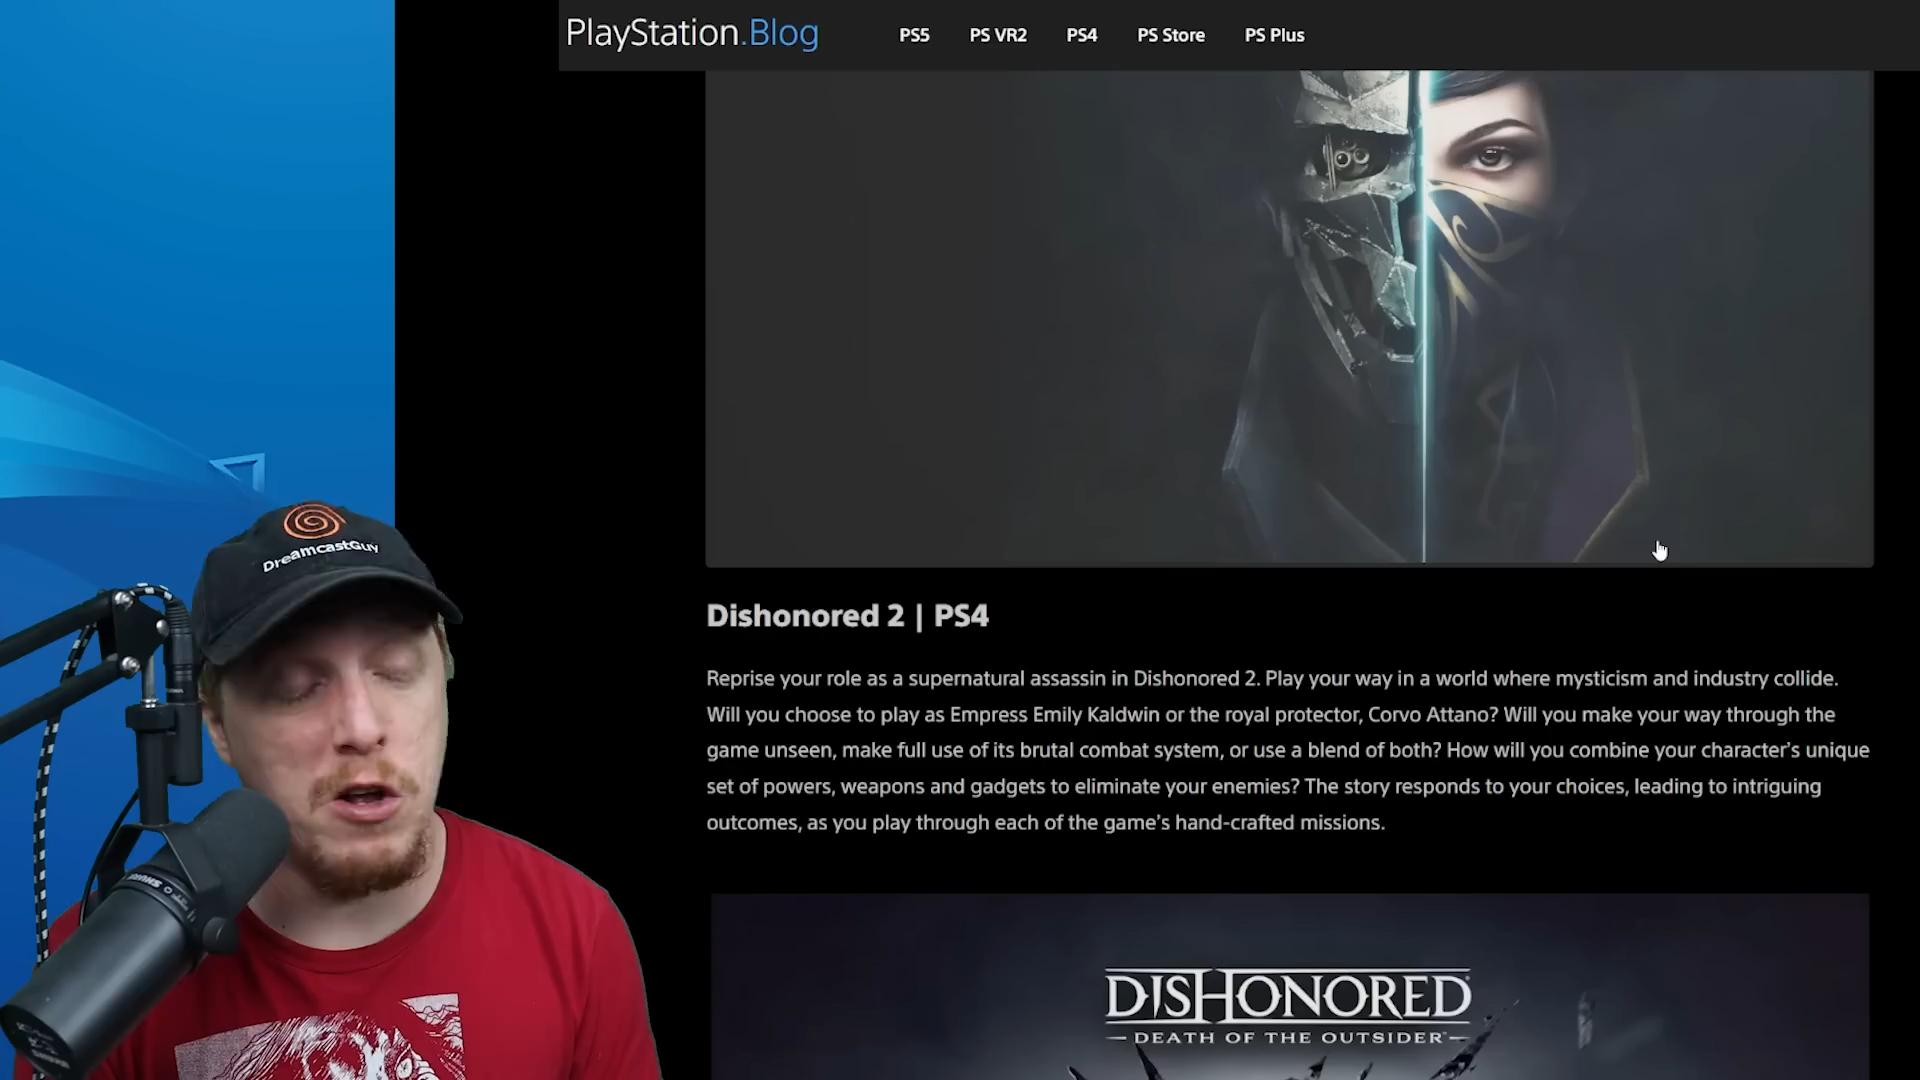 PlayStation.Blog
PS5 PS VR2 PS4 PS Store PS Plus
DreamcastGuy
Dishonored 2 | PS4
Reprise your role as a supernatural assassin in Dishonored 2. Play your way in a world where mysticism and industry collide.
Will you choose to play as Empress Emily Kaldwin or the royal protector, Corvo Attano? Will you make your way through the
game unseen, make full use of its brutal combat system, or use a blend of both? How will you combine your character's unique
set of powers, weapons and gadgets to eliminate your enemies? The story responds to your choices, leading to intriguing
outcomes, as you play through each of the game's hand-crafted missions.
SHURE
DISHONORED
DEATH OF THE OUTSIDER